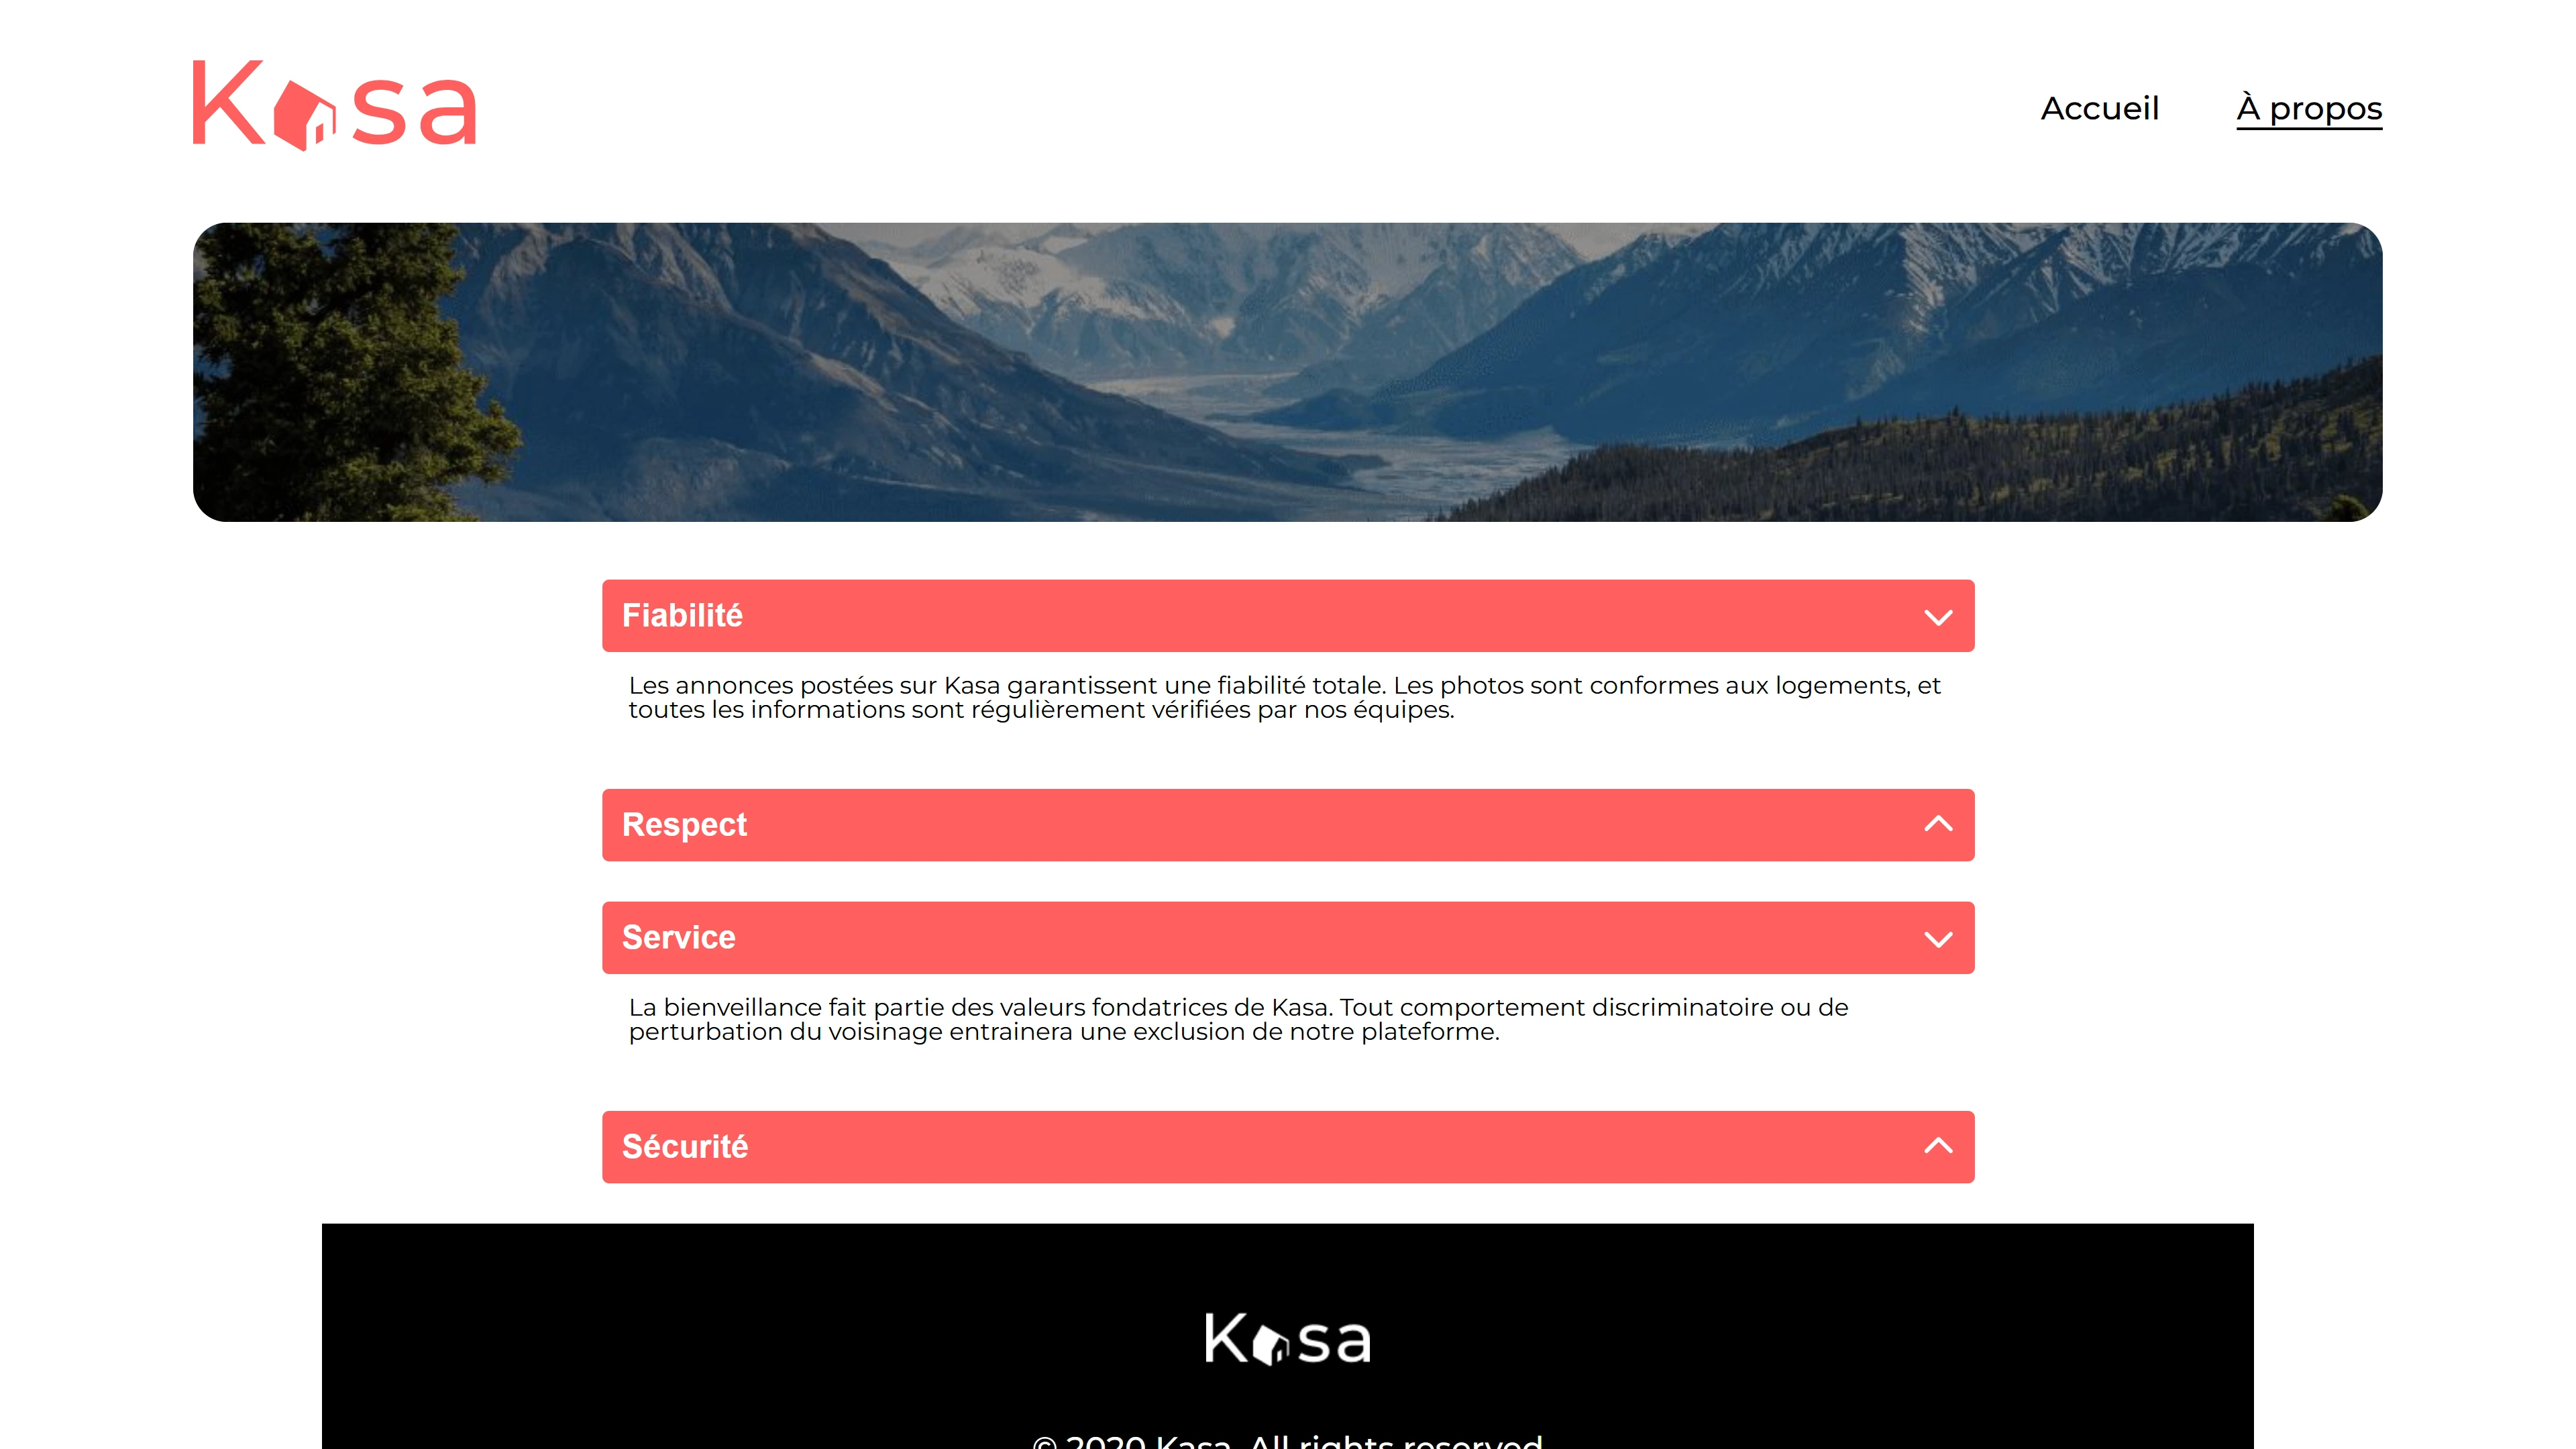 Kasa
Accueil
À propos
Fiabilité
Les annonces postées sur Kasa garantissent une fiabilité totale. Les photos sont conformes aux logements, et
toutes les informations sont régulièrement vérifiées par nos équipes.
Respect
Service
La bienveillance fait partie des valeurs fondatrices de Kasa. Tout comportement discriminatoire ou de
perturbation du voisinage entrainera une exclusion de notre plateforme.
Sécurité
Kasa
© 2020 Kasa. All rights reserved